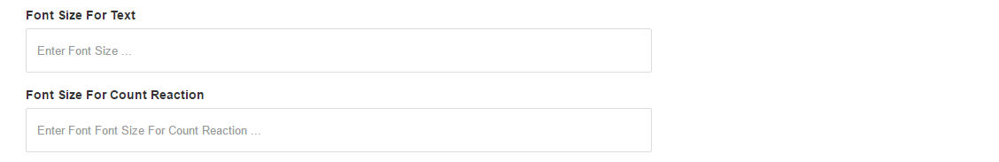 Font Size For Text
Enter Font Size ...
Font Size For Count Reaction
Enter Font Font Size For Count Reaction ...